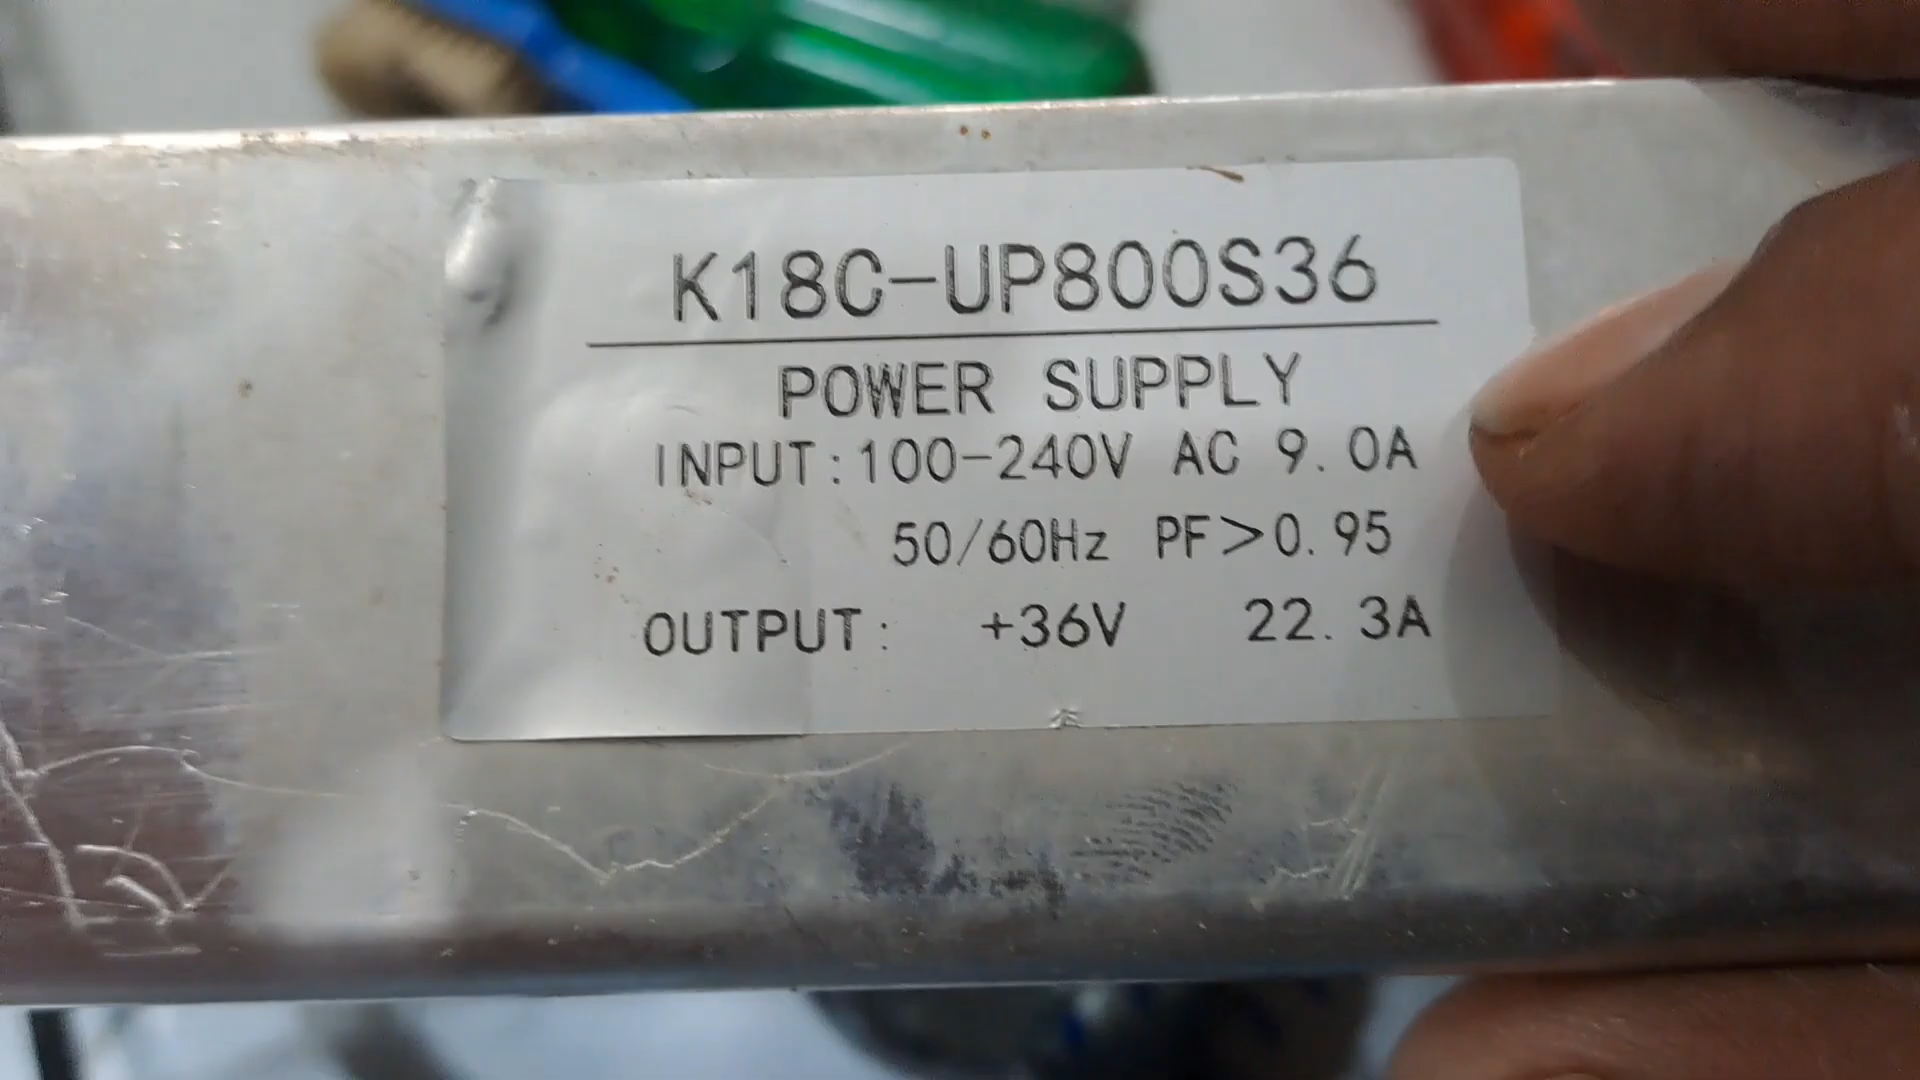 K18C-UP800S36
POWER SUPPLY
INPUT:100-240V AC 9.0A
50/60Hz PF>0.95
OUTPUT: +36V 22.3A